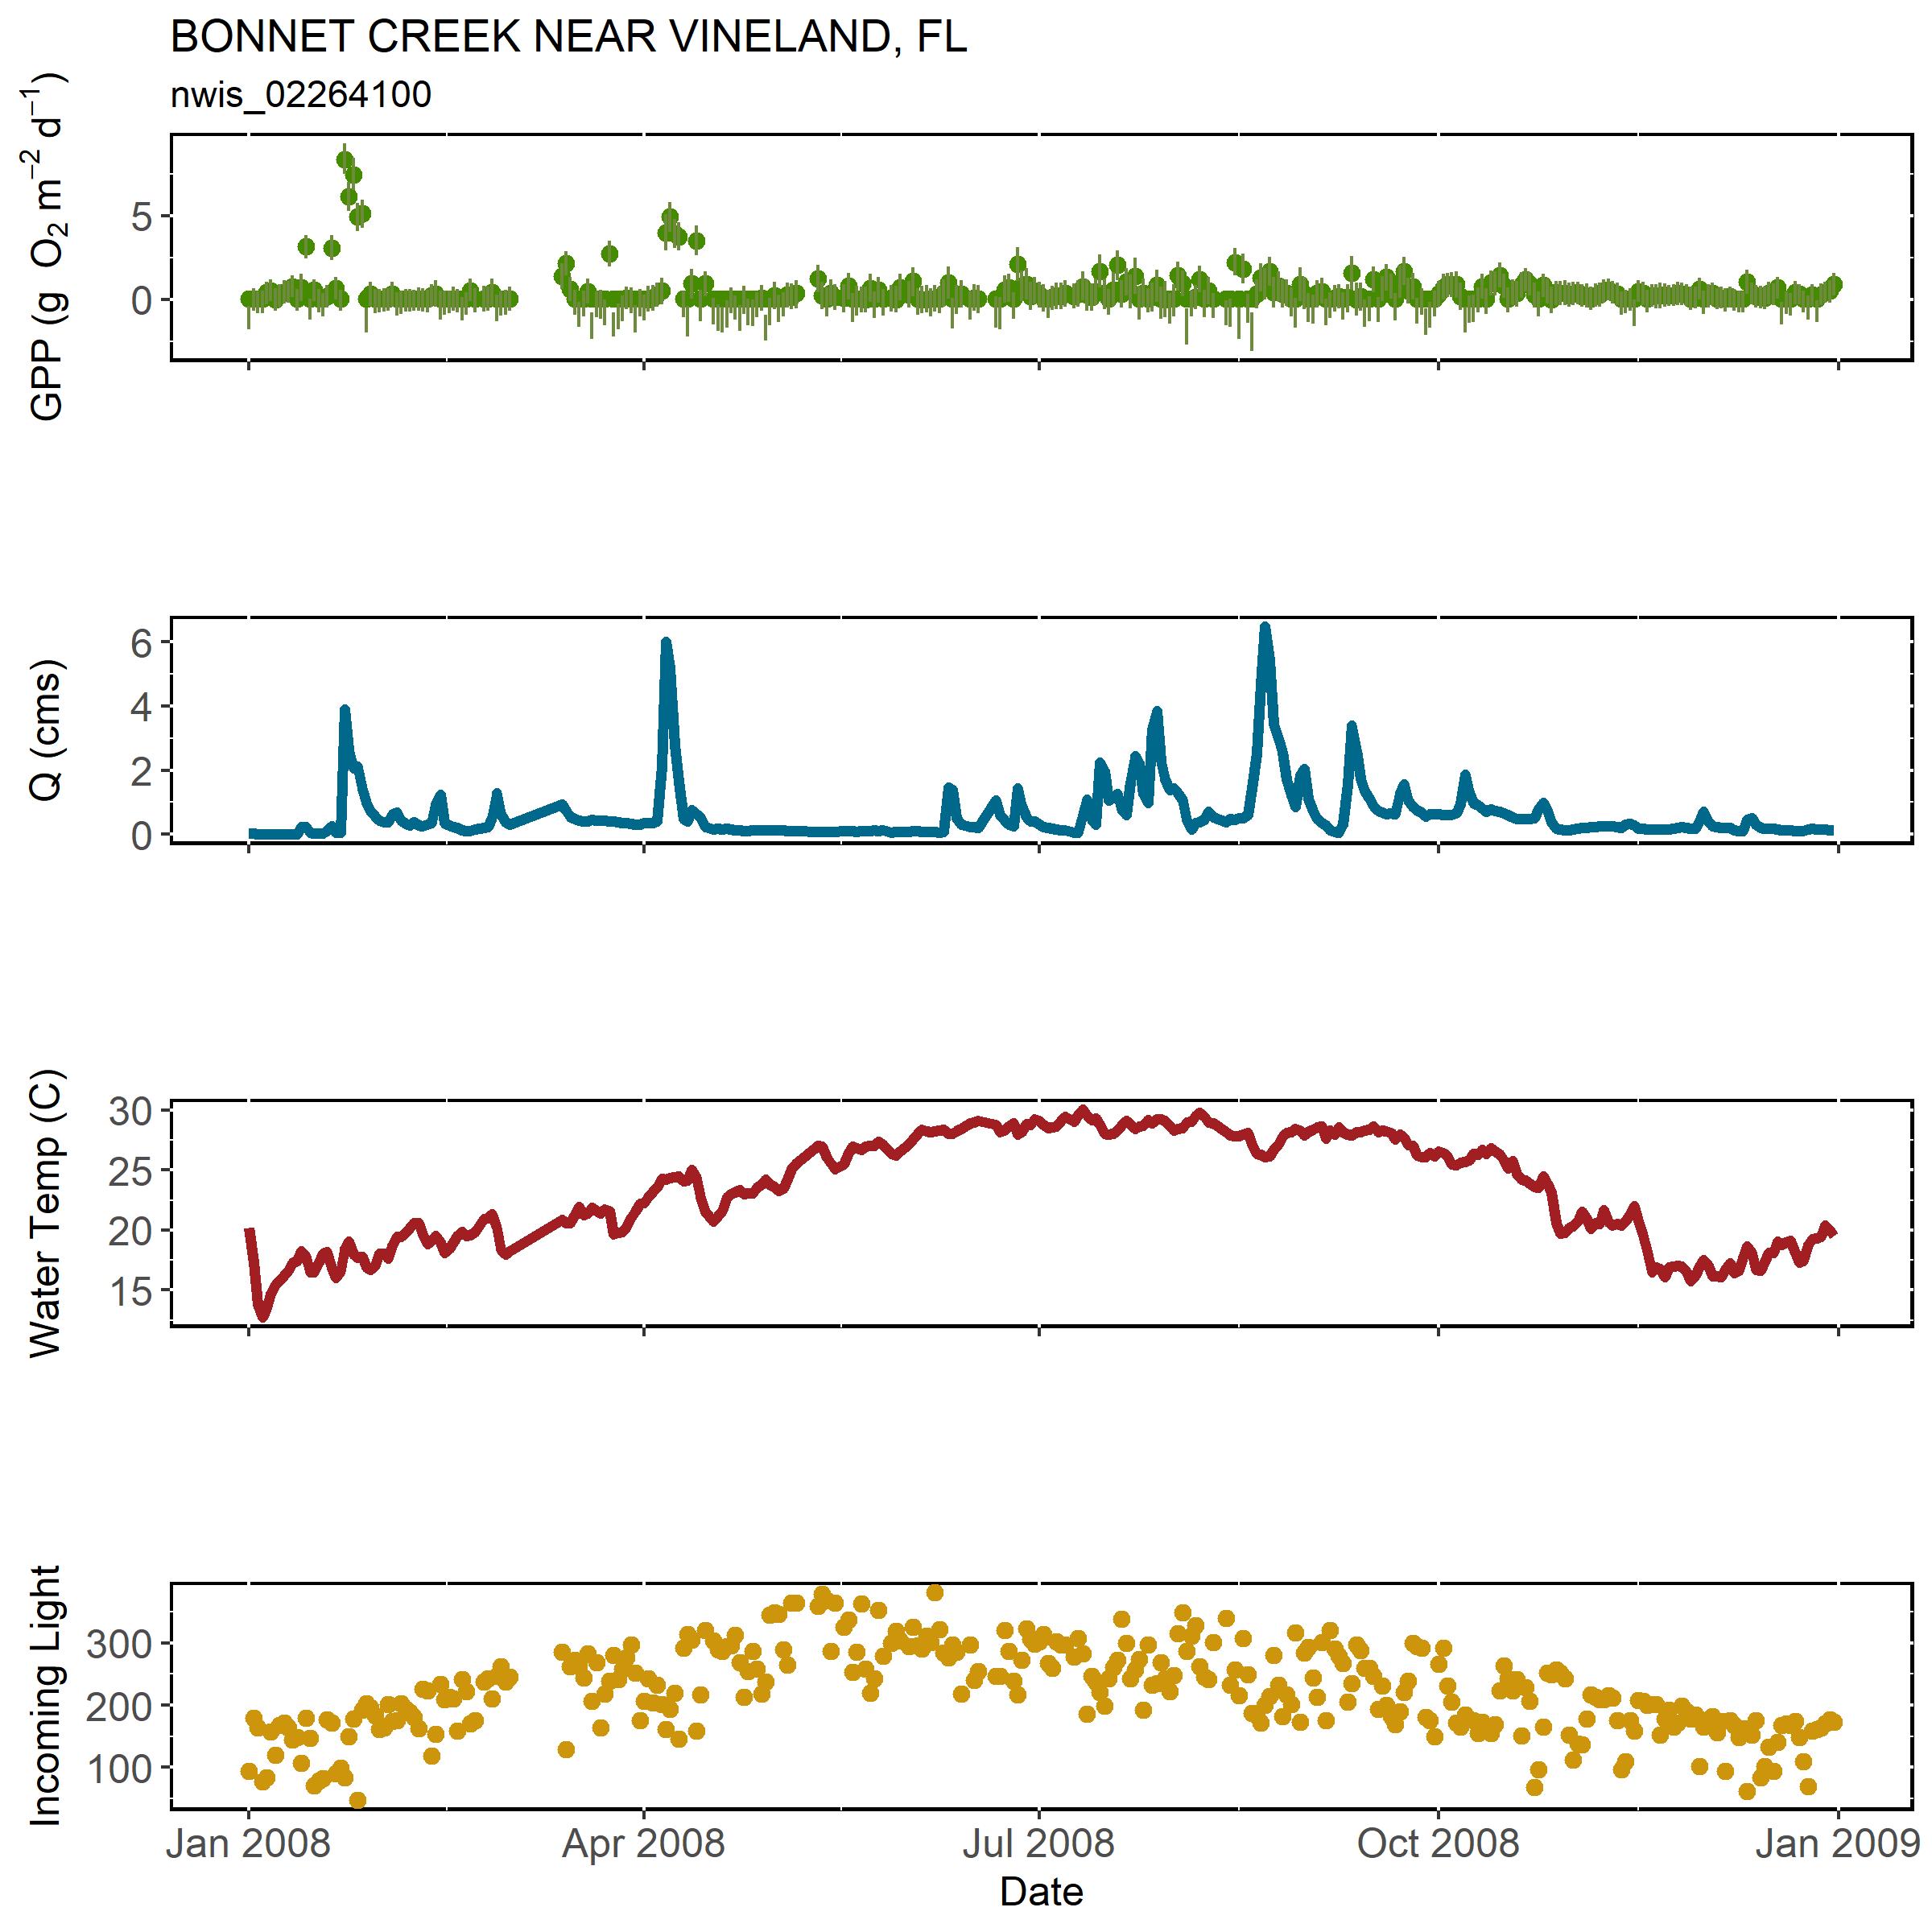 BONNET CREEK NEAR VINELAND, FL
nwis_02264100
GPP (g O₂ m⁻² d⁻¹)
5
0
Q (cms)
6
4
2
0
Water Temp (C)
30
25
20
15
Incoming Light
300
200
100
Jan 2008 Apr 2008 Jul 2008 Oct 2008 Jan 2009
Date